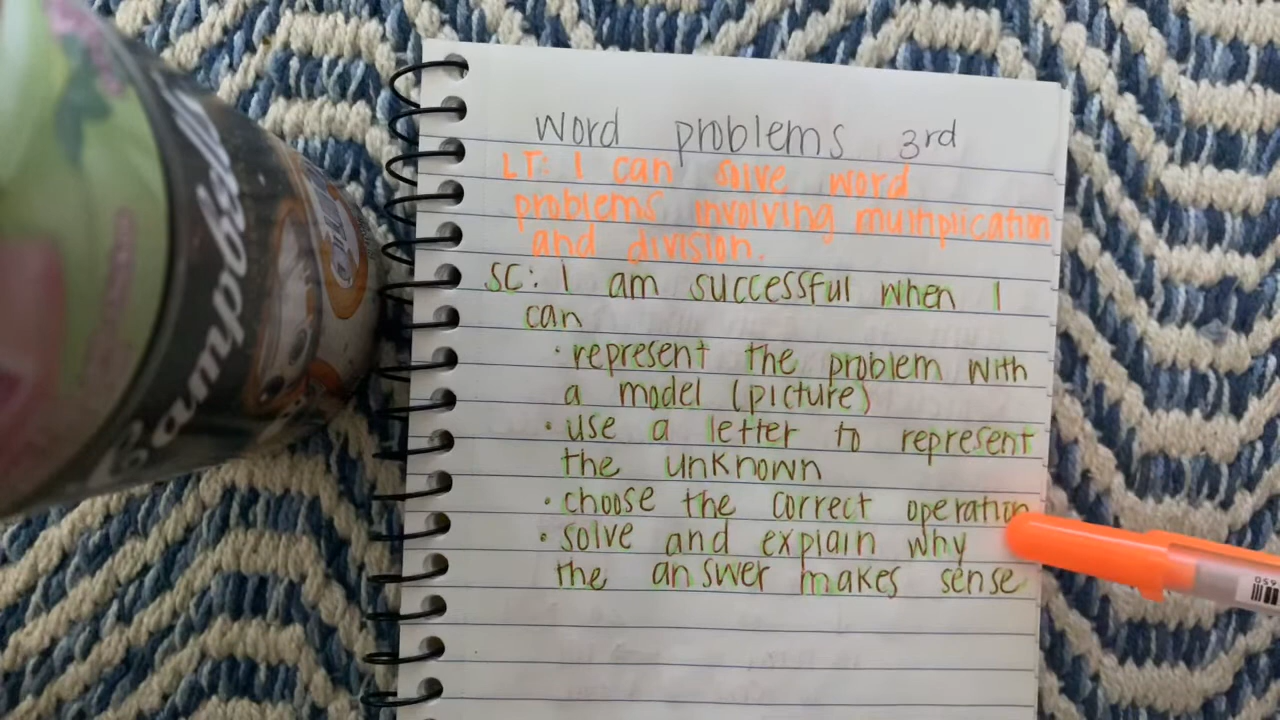 word problems 3rd
LT: I can solve word
problems involving multiplication
and division.
SC: I am successful when I
can
· represent the problem with
a model (picture)
· use a letter to represent
the unknown
· choose the correct operation
· solve and explain why
the answer makes sense